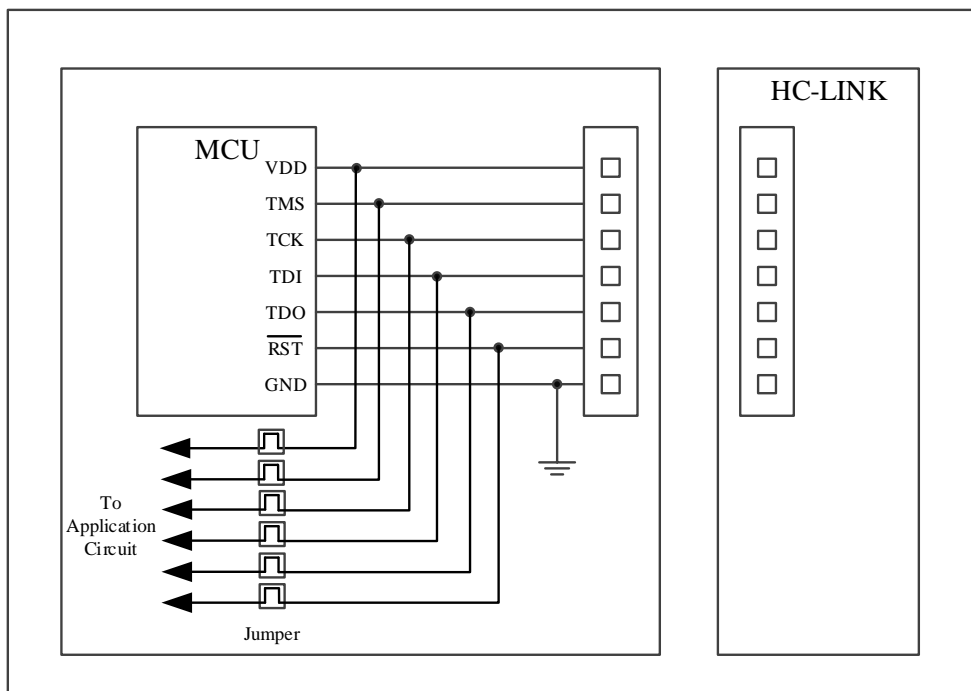 HC-LINK
MCU
VDD
TMS
TCK
TDI
TDO
RST
GND
To
Application
Circuit
Jumper